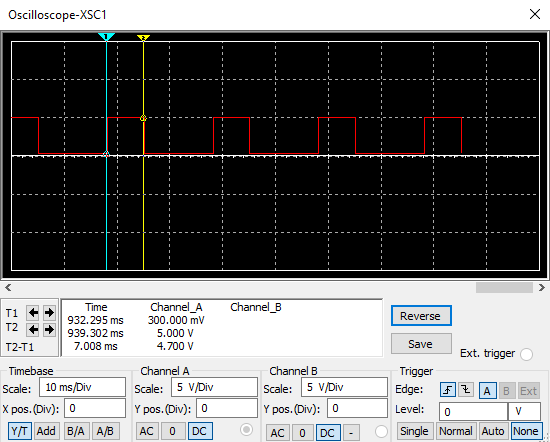 Oscilloscope-XSC1
1 2
T1
T2
T2-T1
Time Channel_A Channel_B
932.295 ms 300.000 mV
939.302 ms 5.000 V
7.008 ms 4.700 V
Reverse
Save
Ext. trigger
Timebase
Scale: 10 ms/Div
X pos.(Div): 0
Y/T Add B/A A/B
Channel A
Scale: 5 V/Div
Y pos.(Div): 0
AC 0 DC
Channel B
Scale: 5 V/Div
Y pos.(Div): 0
AC 0 DC -
Trigger
Edge: A B Ext
Level: 0 V
Single Normal Auto None